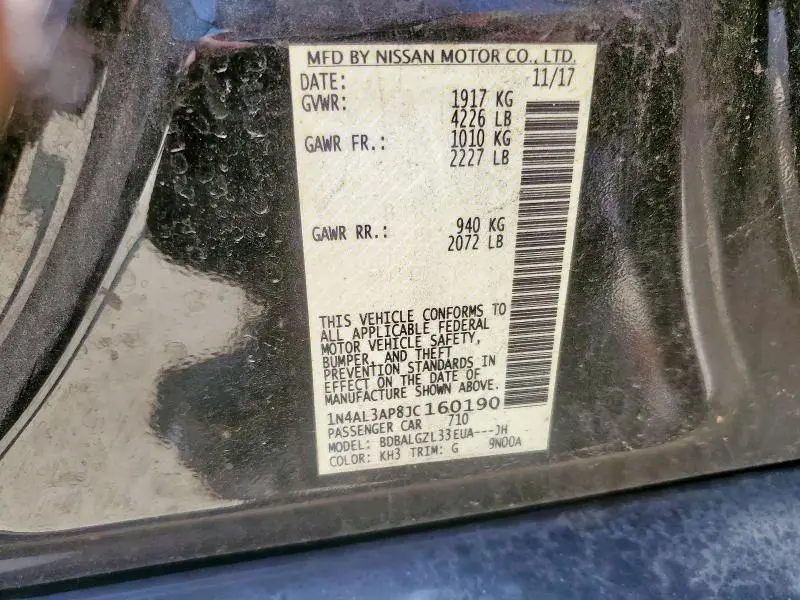 MFD BY NISSAN MOTOR CO., LTD.
DATE: 11/17
GVWR: 1917 KG
4226 LB
GAWR FR.: 1010 KG
2227 LB
GAWR RR.: 940 KG
2072 LB
THIS VEHICLE CONFORMS TO
ALL APPLICABLE FEDERAL
MOTOR VEHICLE SAFETY,
BUMPER, AND THEFT
PREVENTION STANDARDS IN
EFFECT ON THE DATE OF
MANUFACTURE SHOWN ABOVE.
1N4AL3AP8JC160190
PASSENGER CAR 710
MODEL: BDBALGZL33EUA---JH
COLOR: KH3 TRIM: G 9N00A